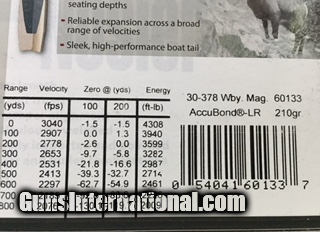 seating depths
• Reliable expansion across a broad
range of velocities
• Sleek, high-performance boat tail
Range Velocity Zero @ (yds) Energy
(yds) (fps) 100 200 (ft-lb)
0 3040 -1.5 -1.5 4308
100 2907 0.0 1.3 3940
200 2778 -2.6 0.0 3599
300 2653 -9.7 -5.8 3282
400 2531 -21.8 -16.6 2987
500 2413 -39.3 -32.7 2714
600 2297 -62.7 -54.9 2461
30-378 Wby. Mag. 60133
AccuBond®-LR 210gr
0 54041 60133 7
GunsInternational.com